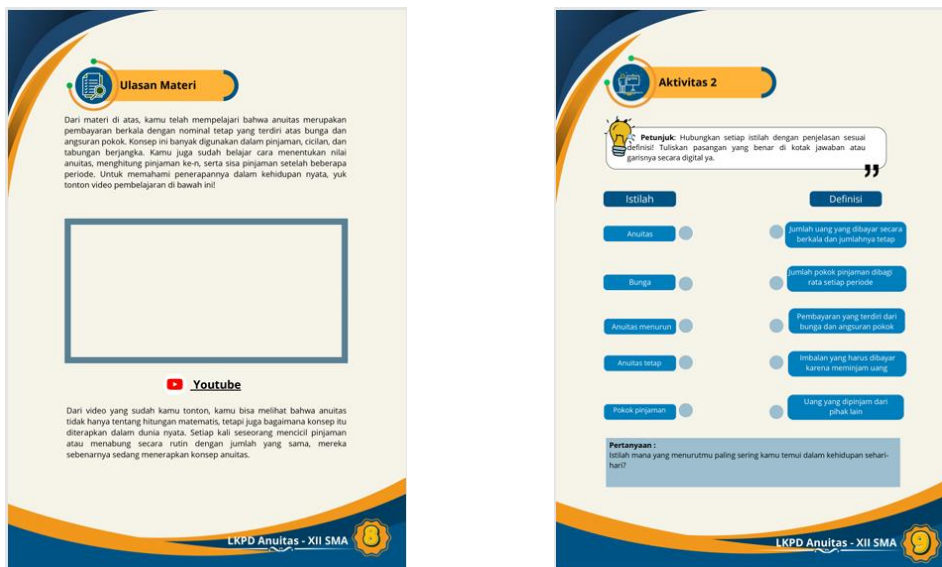 Ulasan Materi
Dari materi di atas, kamu telah mempelajari bahwa anuitas merupakan
pembayaran berkala dengan nominal tetap yang terdiri atas bunga dan
angsuran pokok. Konsep ini banyak digunakan dalam pinjaman, cicilan, dan
tabungan berjangka. Kamu juga sudah belajar cara menentukan nilai
anuitas, menghitung pinjaman ke-n, serta sisa pinjaman setelah beberapa
periode. Untuk memahami penerapannya dalam kehidupan nyata, yuk
tonton video pembelajaran di bawah ini!
Youtube
Dari video yang sudah kamu tonton, kamu bisa melihat bahwa anuitas
tidak hanya tentang hitungan matematis, tetapi juga bagaimana konsep itu
diterapkan dalam dunia nyata. Setiap kali seseorang mencicil pinjaman
atau menabung secara rutin dengan jumlah yang sama, mereka
sebenarnya sedang menerapkan konsep anuitas.
LKPD Anuitas - XII SMA
8
Aktivitas 2
Petunjuk: Hubungkan setiap istilah dengan penjelasan sesuai
definisi! Tuliskan pasangan yang benar di kotak jawaban atau
garisnya secara digital ya.
Istilah
Definisi
Anuitas
Jumlah uang yang dibayar secara
berkala dan jumlahnya tetap
Bunga
Jumlah pokok pinjaman dibagi
rata setiap periode
Anuitas menurun
Pembayaran yang terdiri dari
bunga dan angsuran pokok
Anuitas tetap
Imbalan yang harus dibayar
karena meminjam uang
Pokok pinjaman
Uang yang dipinjam dari
pihak lain
Pertanyaan :
Istilah mana yang menurutmu paling sering kamu temui dalam kehidupan sehari-
hari?
LKPD Anuitas - XII SMA
9